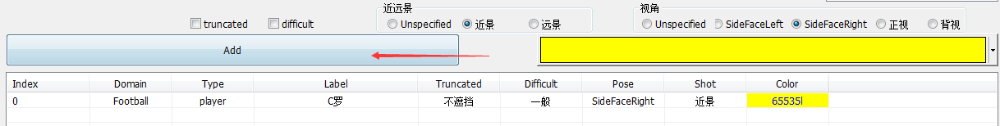 近远景 视角
truncated difficult Unspecified 近景 远景 Unspecified SideFaceLeft SideFaceRight 正视 背视
Add
Index Domain Type Label Truncated Difficult Pose Shot Color
0 Football player C罗 不遮挡 一般 SideFaceRight 近景 65535l